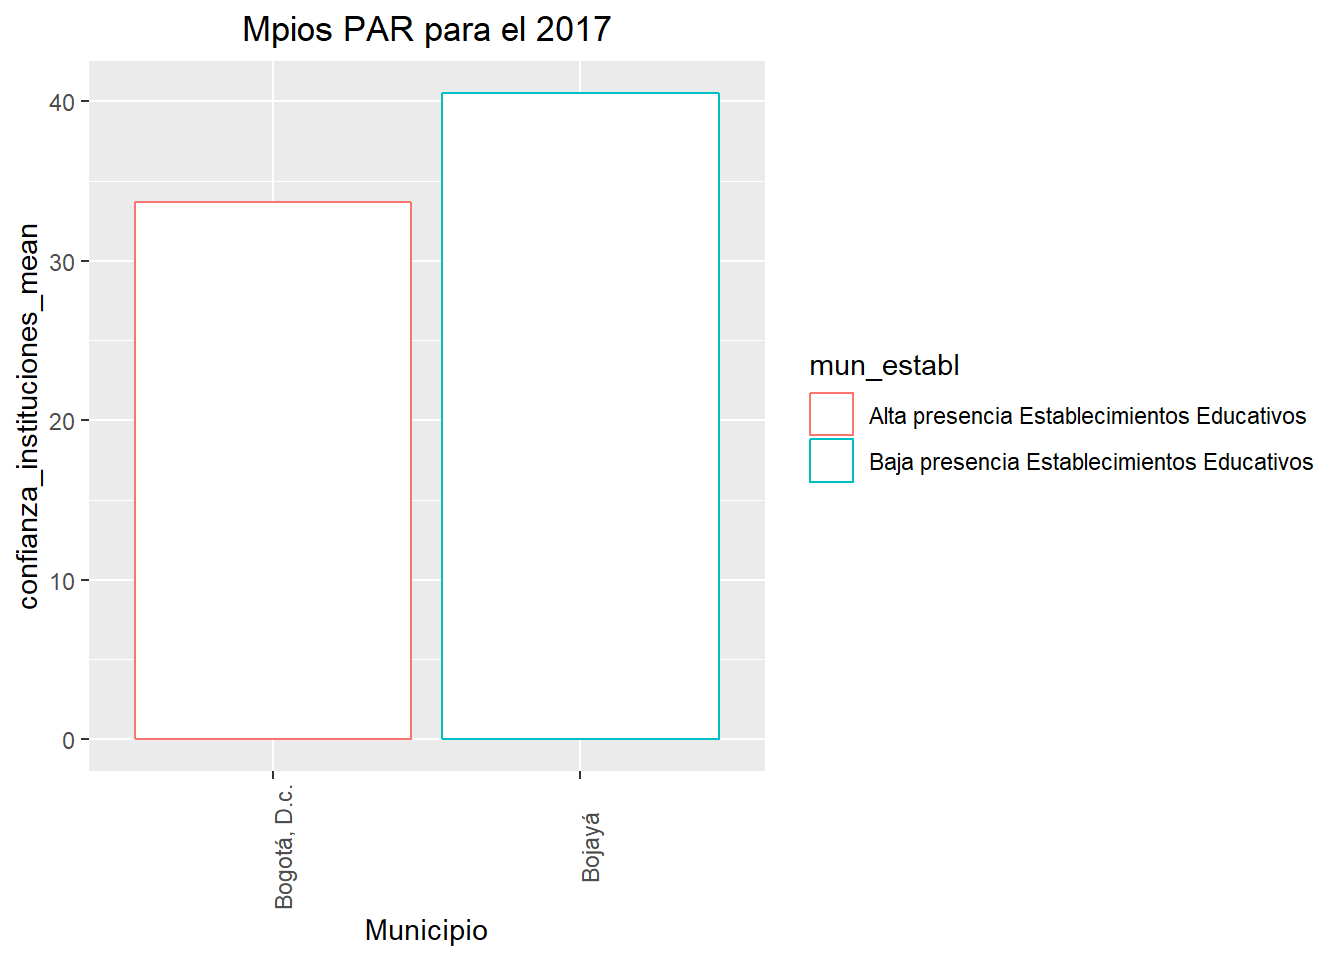 Mpios PAR para el 2017
confianza_instituciones_mean
40
30
20
10
0
Bogotá, D.c.
Bojayá
Municipio
mun_establ
Alta presencia Establecimientos Educativos
Baja presencia Establecimientos Educativos